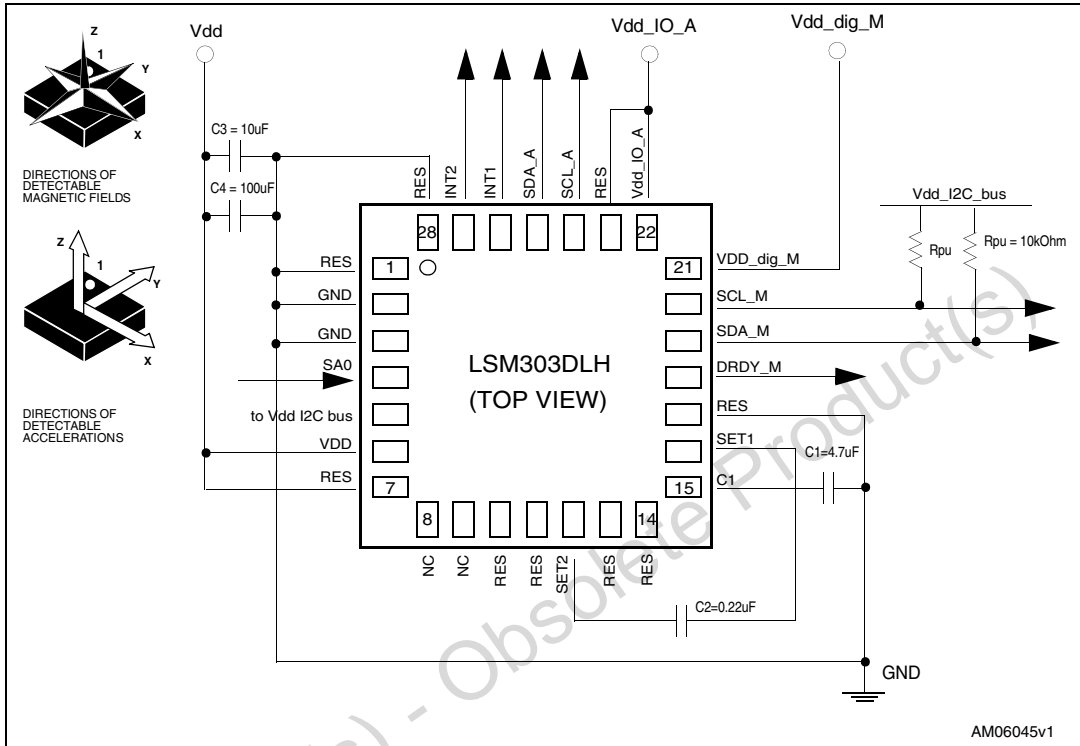 Vdd
Vdd_IO_A
Vdd_dig_M
Z
1
Y
X
DIRECTIONS OF
DETECTABLE
MAGNETIC FIELDS
C3 = 10uF
C4 = 100uF
RES
INT2
INT1
SDA_A
SCL_A
RES
Vdd_IO_A
Vdd_I2C_bus
Rpu
Rpu = 10kOhm
28
22
Z
1
Y
X
DIRECTIONS OF
DETECTABLE
ACCELERATIONS
RES
GND
GND
SA0
to Vdd I2C bus
VDD
RES
1
7
LSM303DLH
(TOP VIEW)
21
15
VDD_dig_M
SCL_M
SDA_M
DRDY_M
RES
SET1
C1
C1=4.7uF
8
14
NC
NC
RES
RES
SET2
RES
RES
C2=0.22uF
GND
AM06045v1
) - Obsolete Product(s)